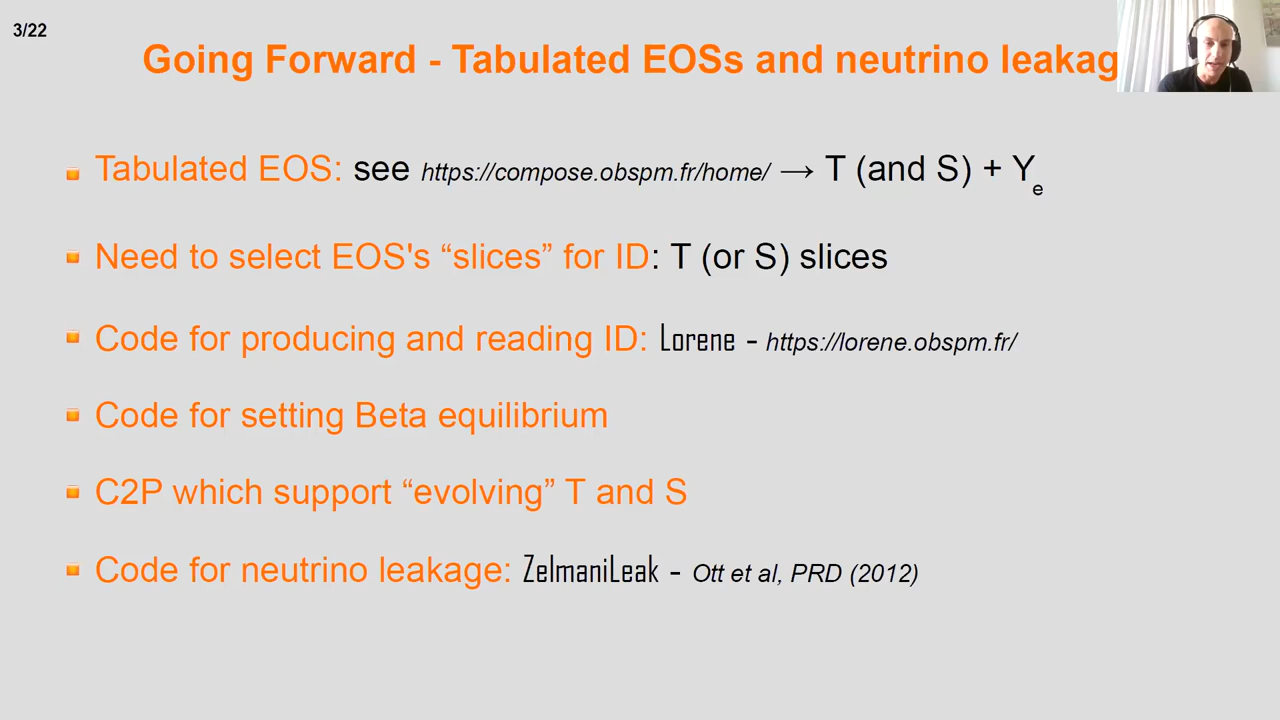 3/22
Going Forward - Tabulated EOSs and neutrino leakag
Tabulated EOS: see https://compose.obspm.fr/home/ → T (and S) + Ye
Need to select EOS's “slices” for ID: T (or S) slices
Code for producing and reading ID: Lorene – https://lorene.obspm.fr/
Code for setting Beta equilibrium
C2P which support “evolving” T and S
Code for neutrino leakage: ZelmaniLeak – Ott et al, PRD (2012)